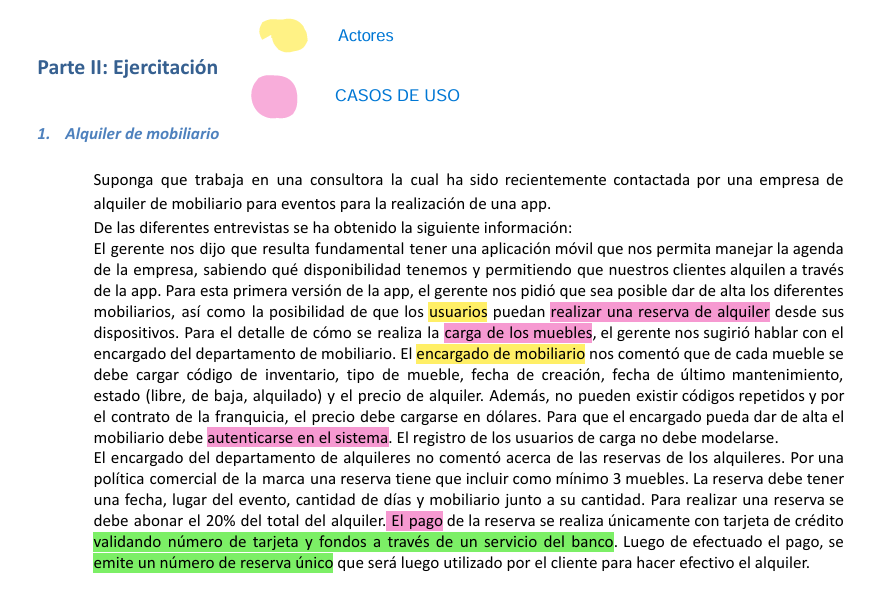 Actores
Parte II: Ejercitación
CASOS DE USO
1. Alquiler de mobiliario
Suponga que trabaja en una consultora la cual ha sido recientemente contactada por una empresa de
alquiler de mobiliario para eventos para la realización de una app.
De las diferentes entrevistas se ha obtenido la siguiente información:
El gerente nos dijo que resulta fundamental tener una aplicación móvil que nos permita manejar la agenda
de la empresa, sabiendo qué disponibilidad tenemos y permitiendo que nuestros clientes alquilen a través
de la app. Para esta primera versión de la app, el gerente nos pidió que sea posible dar de alta los diferentes
mobiliarios, así como la posibilidad de que los usuarios puedan realizar una reserva de alquiler desde sus
dispositivos. Para el detalle de cómo se realiza la carga de los muebles, el gerente nos sugirió hablar con el
encargado del departamento de mobiliario. El encargado de mobiliario nos comentó que de cada mueble se
debe cargar código de inventario, tipo de mueble, fecha de creación, fecha de último mantenimiento,
estado (libre, de baja, alquilado) y el precio de alquiler. Además, no pueden existir códigos repetidos y por
el contrato de la franquicia, el precio debe cargarse en dólares. Para que el encargado pueda dar de alta el
mobiliario debe autenticarse en el sistema. El registro de los usuarios de carga no debe modelarse.
El encargado del departamento de alquileres no comentó acerca de las reservas de los alquileres. Por una
política comercial de la marca una reserva tiene que incluir como mínimo 3 muebles. La reserva debe tener
una fecha, lugar del evento, cantidad de días y mobiliario junto a su cantidad. Para realizar una reserva se
debe abonar el 20% del total del alquiler. El pago de la reserva se realiza únicamente con tarjeta de crédito
validando número de tarjeta y fondos a través de un servicio del banco. Luego de efectuado el pago, se
emite un número de reserva único que será luego utilizado por el cliente para hacer efectivo el alquiler.